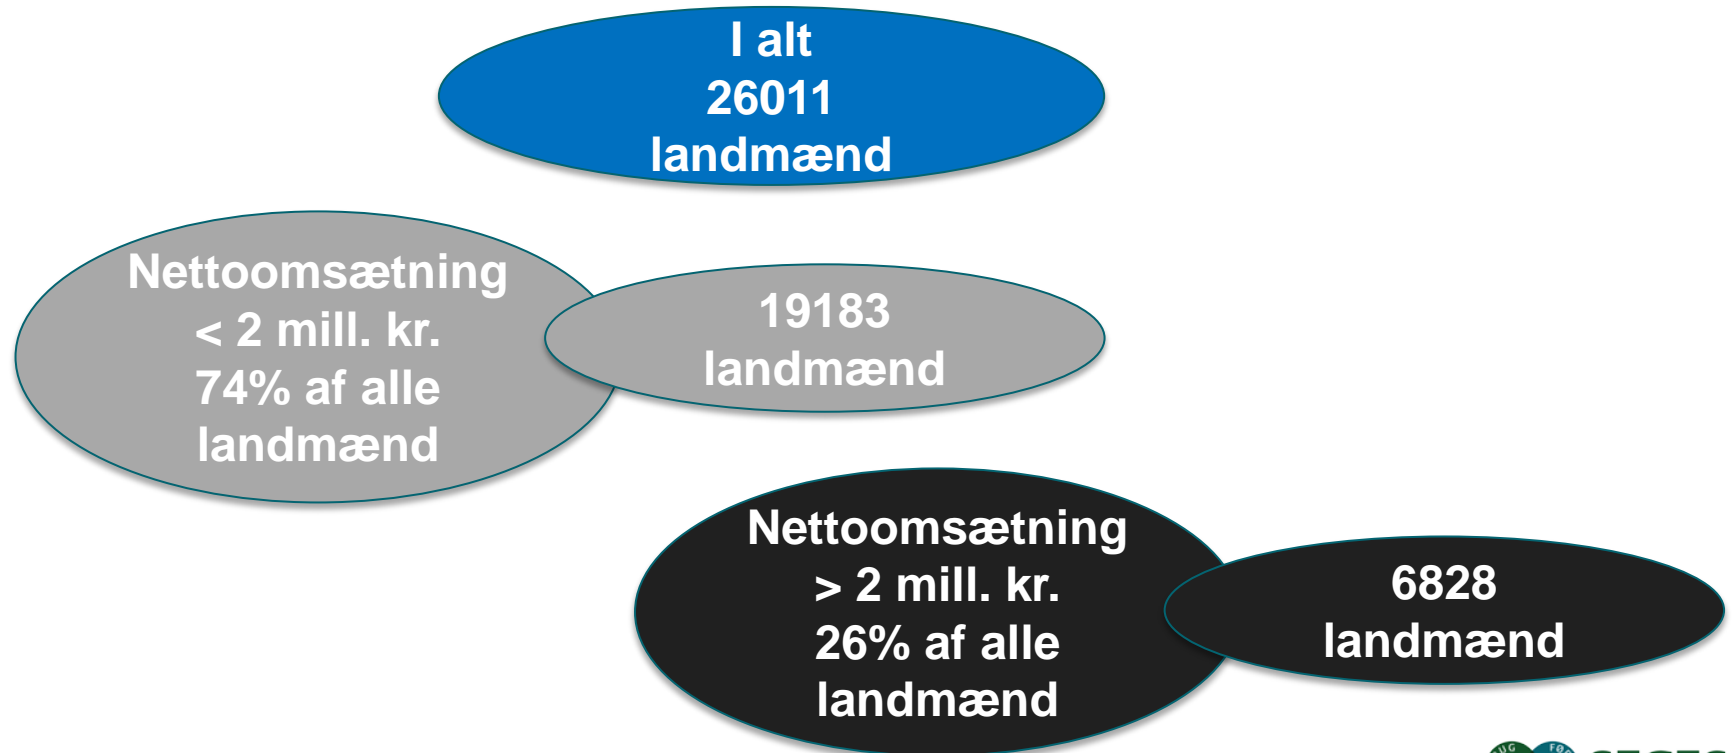 I alt
26011
landmænd
Nettoomsætning
< 2 mill. kr.
74% af alle
landmænd
19183
landmænd
Nettoomsætning
> 2 mill. kr.
26% af alle
landmænd
6828
landmænd